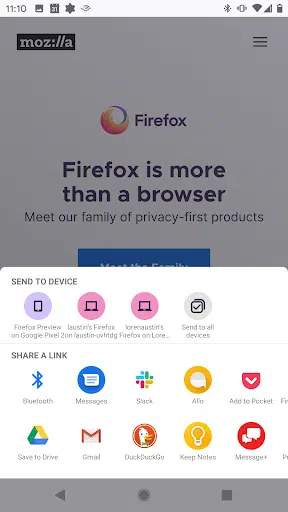 11:10
31
moz://a
Firefox
Firefox is more
than a browser
Meet our family of privacy-first products
Meet the Family
SEND TO DEVICE
Firefox Preview
on Google Pixel 2
laustin's Firefox
on laustin-uvhtdg
lorenaustin's
Firefox on Lore...
Send to all
devices
SHARE A LINK
Bluetooth
Messages
Slack
Allo
Add to Pocket
Fi
Save to Drive
Gmail
DuckDuckGo
Keep Notes
Message+
F